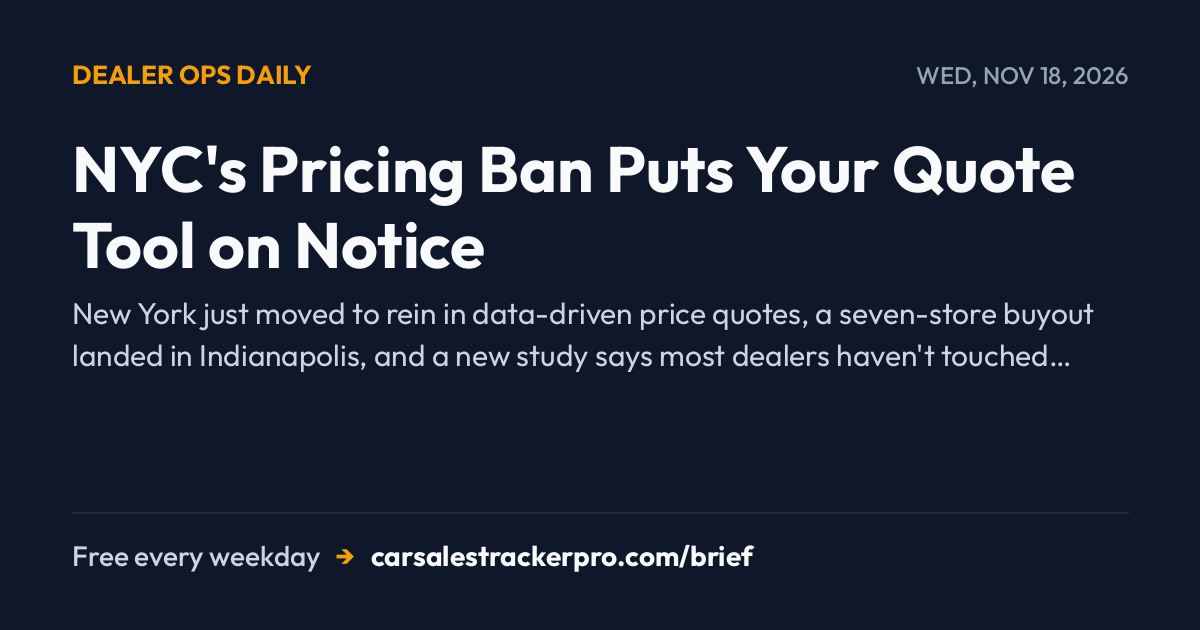 DEALER OPS DAILY
WED, NOV 18, 2026
NYC's Pricing Ban Puts Your Quote
Tool on Notice
New York just moved to rein in data-driven price quotes, a seven-store buyout
landed in Indianapolis, and a new study says most dealers haven't touched...
Free every weekday → carsalestrackerpro.com/brief